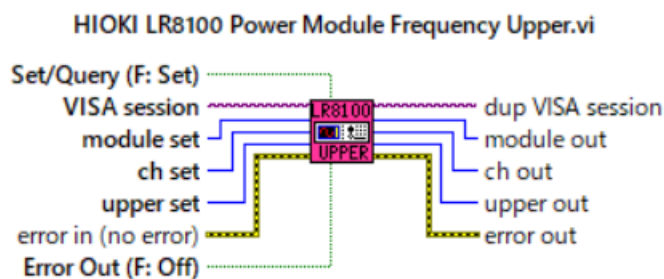 HIOKI LR8100 Power Module Frequency Upper.vi
Set/Query (F: Set)
VISA session
module set
ch set
upper set
error in (no error)
Error Out (F: Off)
LR8100
UPPER
dup VISA session
module out
ch out
upper out
error out